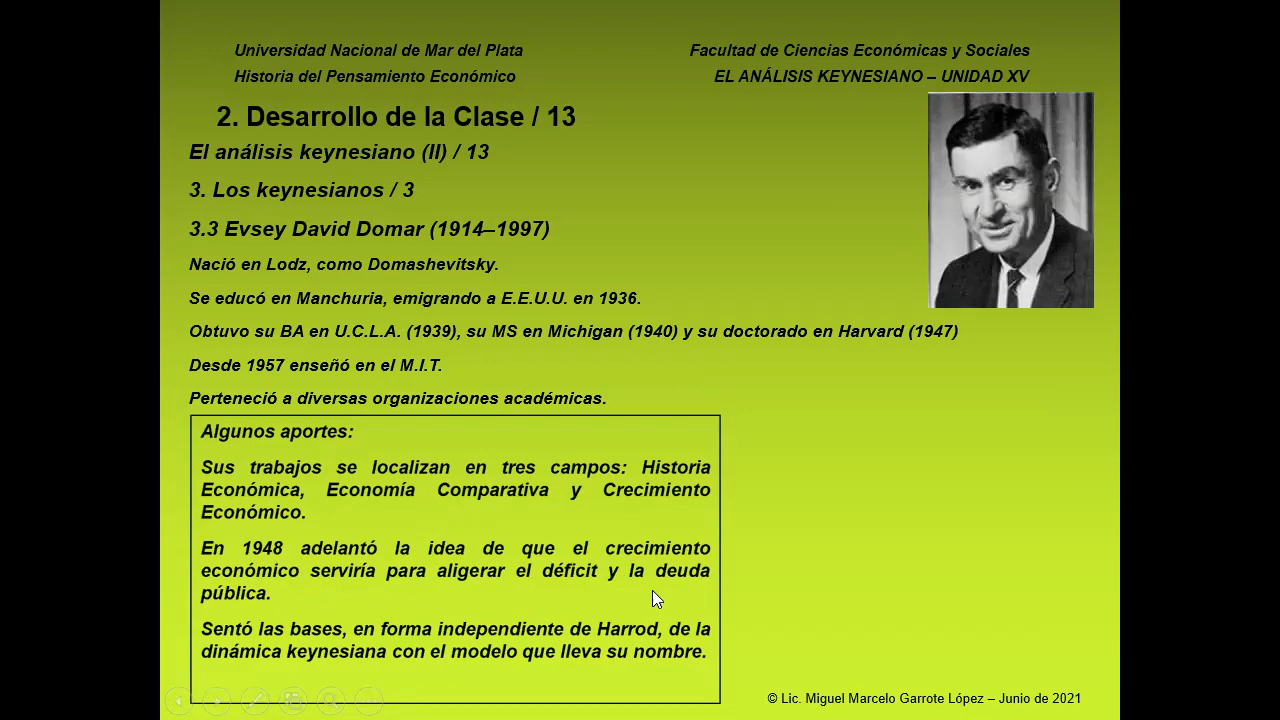 Universidad Nacional de Mar del Plata
Facultad de Ciencias Económicas y Sociales
Historia del Pensamiento Económico
EL ANÁLISIS KEYNESIANO – UNIDAD XV
2. Desarrollo de la Clase / 13
El análisis keynesiano (II) / 13
3. Los keynesianos / 3
3.3 Evsey David Domar (1914–1997)
Nació en Lodz, como Domashevitsky.
Se educó en Manchuria, emigrando a E.E.U.U. en 1936.
Obtuvo su BA en U.C.L.A. (1939), su MS en Michigan (1940) y su doctorado en Harvard (1947)
Desde 1957 enseñó en el M.I.T.
Perteneció a diversas organizaciones académicas.
Algunos aportes:
Sus trabajos se localizan en tres campos: Historia
Económica, Economía Comparativa y Crecimiento
Económico.
En 1948 adelantó la idea de que el crecimiento
económico serviría para aligerar el déficit y la deuda
pública.
Sentó las bases, en forma independiente de Harrod, de la
dinámica keynesiana con el modelo que lleva su nombre.
© Lic. Miguel Marcelo Garrote López – Junio de 2021